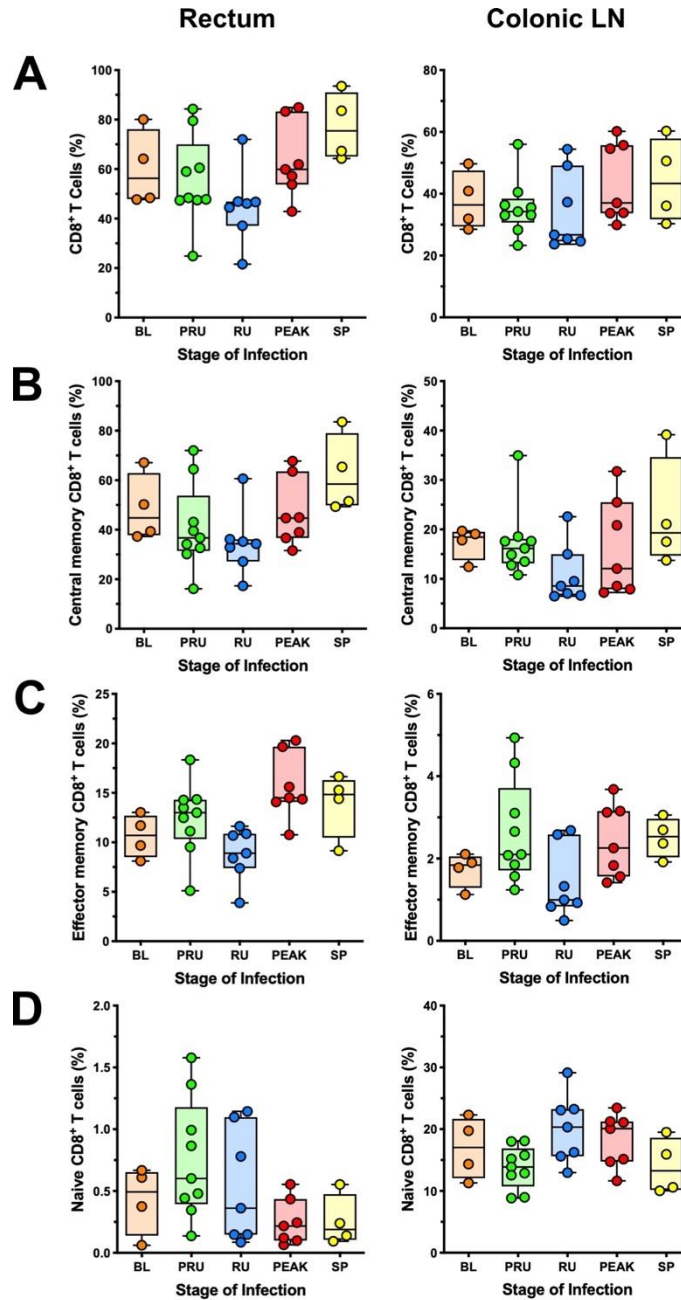 Rectum
Colonic LN
A
CD8⁺ T Cells (%)
100
80
60
40
20
0
BL PRU RU PEAK SP
Stage of Infection
CD8⁺ T Cells (%)
80
60
40
20
0
BL PRU RU PEAK SP
Stage of Infection
B
Central memory CD8⁺ T cells (%)
100
80
60
40
20
0
BL PRU RU PEAK SP
Stage of Infection
Central memory CD8⁺ T cells (%)
50
40
30
20
10
0
BL PRU RU PEAK SP
Stage of Infection
C
Effector memory CD8⁺ T cells (%)
25
20
15
10
5
0
BL PRU RU PEAK SP
Stage of Infection
Effector memory CD8⁺ T cells (%)
6
4
2
0
BL PRU RU PEAK SP
Stage of Infection
D
Naive CD8⁺ T cells (%)
2.0
1.5
1.0
0.5
0.0
BL PRU RU PEAK SP
Stage of Infection
Naive CD8⁺ T cells (%)
40
30
20
10
0
BL PRU RU PEAK SP
Stage of Infection